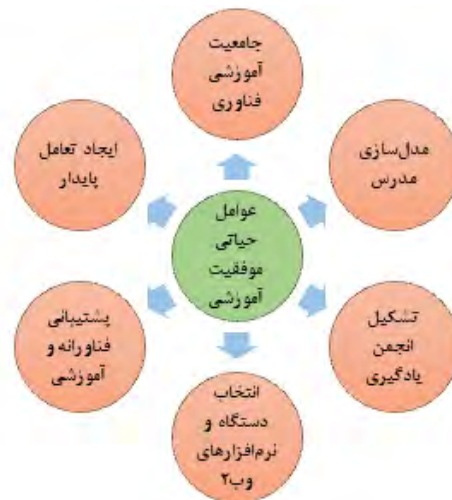 جامعیت
آموزشی
فناوری
مدل‌سازی
مدرس
تشکیل
انجمن
یادگیری
انتخاب
دستگاه و
نرم‌افزارهای
وب۲
پشتیبانی
فناورانه و
آموزشی
ایجاد تعامل
پایدار
عوامل
حیاتی
موفقیت
آموزشی